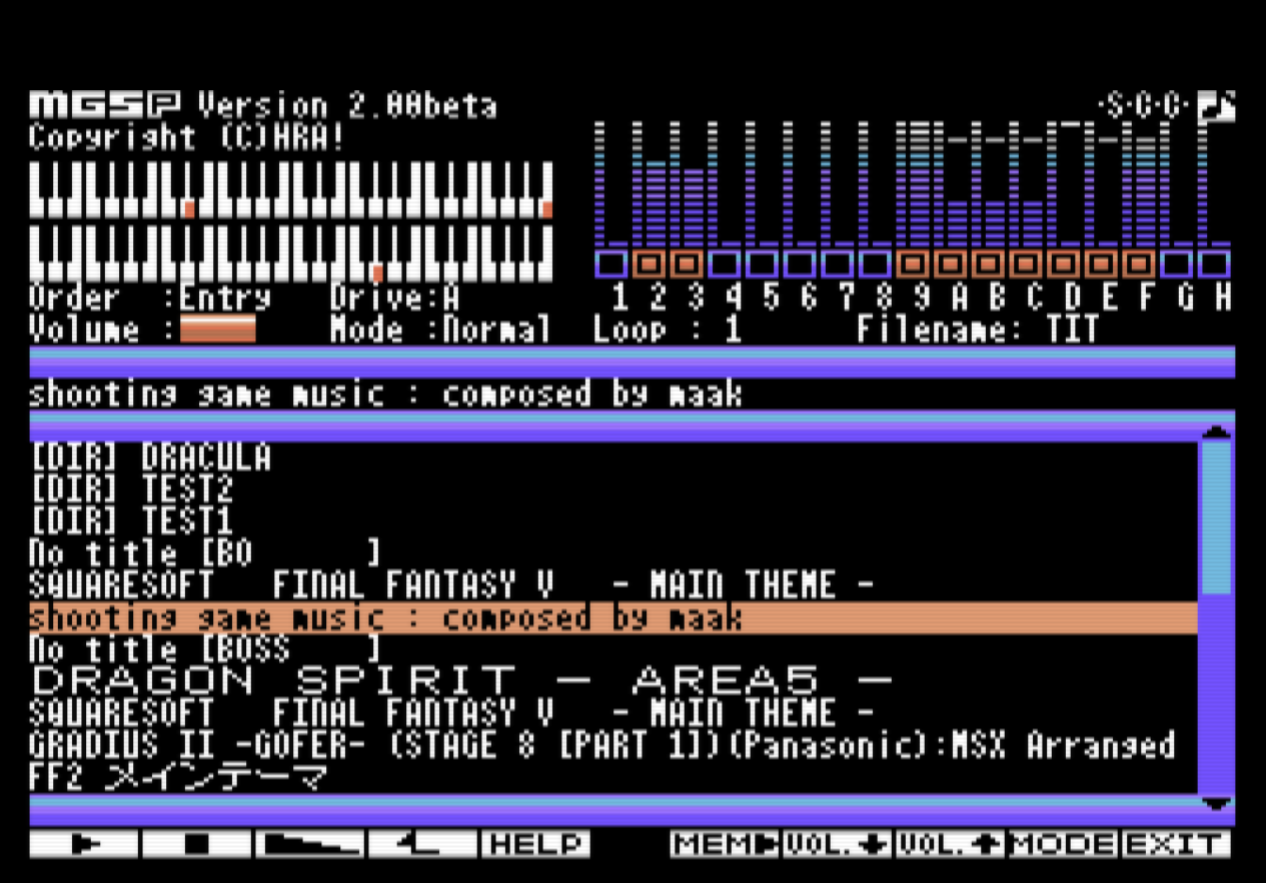 MGSP Version 2.00beta
·S·C·C·
Copyright (C)HRA!
Order :Entry Drive:A
1 2 3 4 5 6 7 8 9 A B C D E F G H
Volume : Mode :Normal Loop : 1 Filename: TIT
shooting game music : composed by maak
[DIR] DRACULA
[DIR] TEST2
[DIR] TEST1
No title [BO ]
SQUARESOFT FINAL FANTASY V - MAIN THEME -
shooting game music : composed by maak
No title [BOSS ]
DRAGON SPIRIT - AREA5 -
SQUARESOFT FINAL FANTASY V - MAIN THEME -
GRADIUS II -GOFER- (STAGE 8 [PART 1])(Panasonic):MSX Arranged
FF2 メインテーマ
HELP MEM VOL. VOL. MODE EXIT